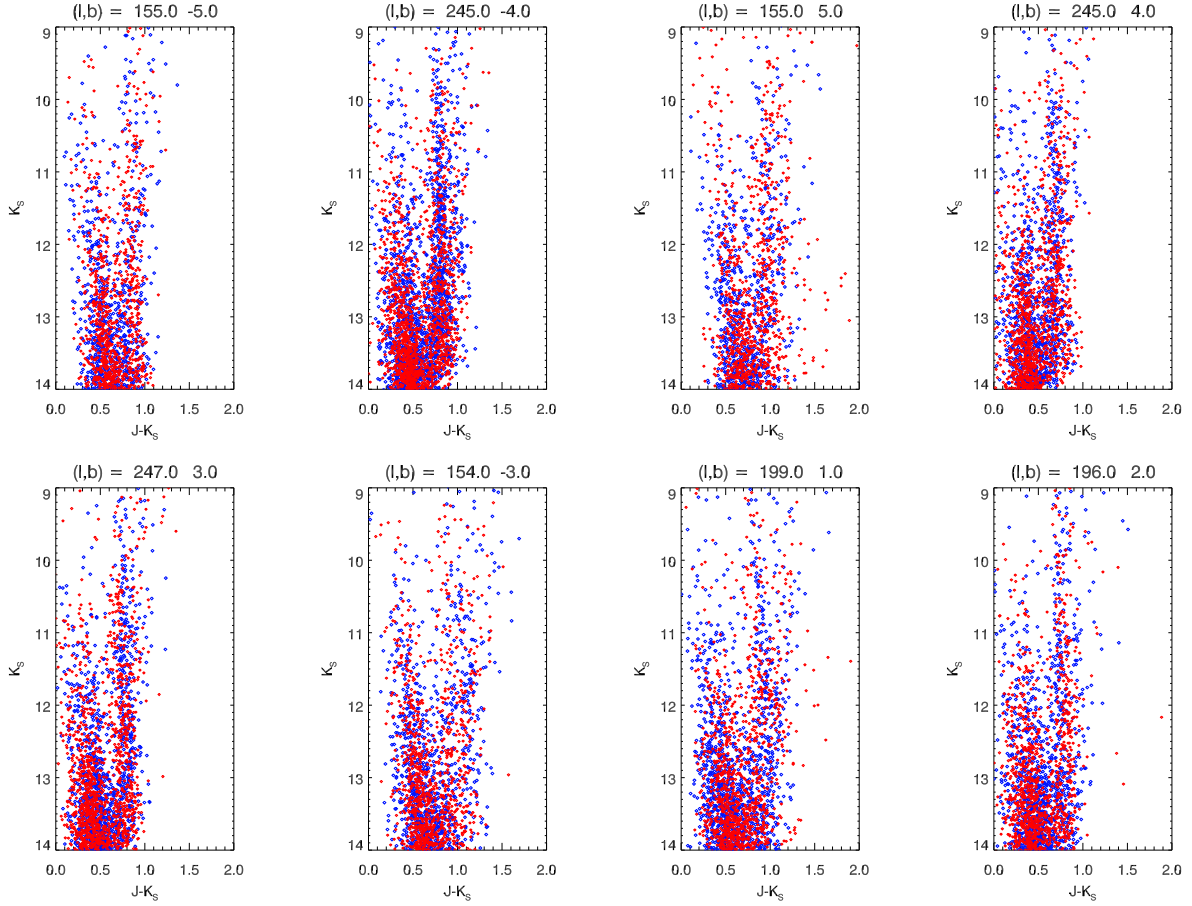 (l,b) = 155.0 -5.0
(l,b) = 245.0 -4.0
(l,b) = 155.0 5.0
(l,b) = 245.0 4.0
9
10
11
12
13
14
K_S
0.0 0.5 1.0 1.5 2.0
J-K_S
9
10
11
12
13
14
K_S
0.0 0.5 1.0 1.5 2.0
J-K_S
9
10
11
12
13
14
K_S
0.0 0.5 1.0 1.5 2.0
J-K_S
9
10
11
12
13
14
K_S
0.0 0.5 1.0 1.5 2.0
J-K_S
(l,b) = 247.0 3.0
(l,b) = 154.0 -3.0
(l,b) = 199.0 1.0
(l,b) = 196.0 2.0
9
10
11
12
13
14
K_S
0.0 0.5 1.0 1.5 2.0
J-K_S
9
10
11
12
13
14
K_S
0.0 0.5 1.0 1.5 2.0
J-K_S
9
10
11
12
13
14
K_S
0.0 0.5 1.0 1.5 2.0
J-K_S
9
10
11
12
13
14
K_S
0.0 0.5 1.0 1.5 2.0
J-K_S